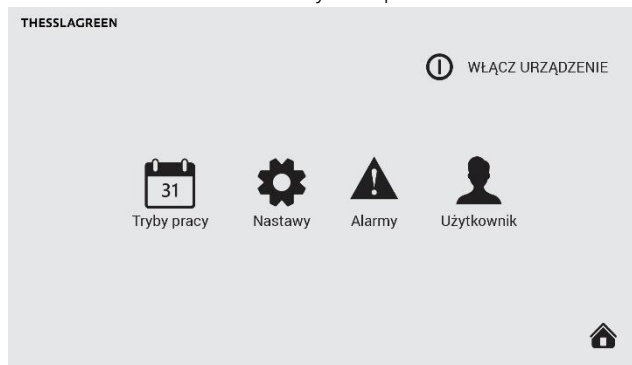 THESSLAGREEN
WŁĄCZ URZĄDZENIE
31
Tryby pracy
Nastawy
Alarmy
Użytkownik